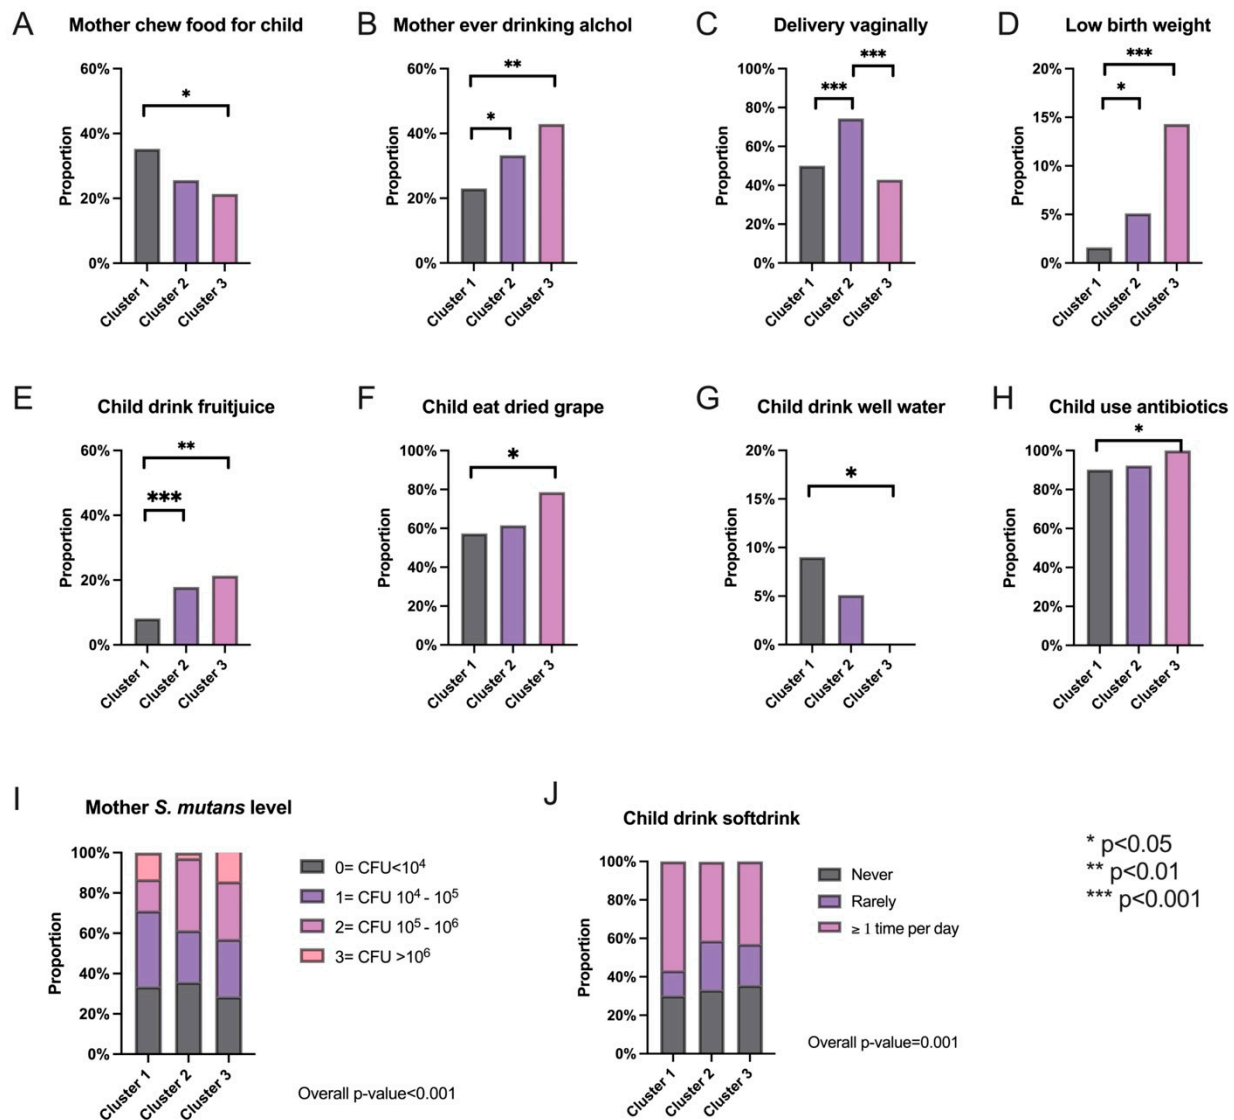 A Mother chew food for child
60%
40%
20%
0%
Proportion
*
Cluster 1
Cluster 2
Cluster 3
B Mother ever drinking alchol
60%
40%
20%
0%
Proportion
**
*
Cluster 1
Cluster 2
Cluster 3
C Delivery vaginally
100%
80%
60%
40%
20%
0%
Proportion
***
***
Cluster 1
Cluster 2
Cluster 3
D Low birth weight
20%
15%
10%
5%
0%
Proportion
***
*
Cluster 1
Cluster 2
Cluster 3
E Child drink fruitjuice
60%
40%
20%
0%
Proportion
**
***
Cluster 1
Cluster 2
Cluster 3
F Child eat dried grape
100%
80%
60%
40%
20%
0%
Proportion
*
Cluster 1
Cluster 2
Cluster 3
G Child drink well water
20%
15%
10%
5%
0%
Proportion
*
Cluster 1
Cluster 2
Cluster 3
H Child use antibiotics
100%
80%
60%
40%
20%
0%
Proportion
*
Cluster 1
Cluster 2
Cluster 3
I Mother S. mutans level
100%
80%
60%
40%
20%
0%
Proportion
Cluster 1
Cluster 2
Cluster 3
0= CFU<10⁴
1= CFU 10⁴ - 10⁵
2= CFU 10⁵ - 10⁶
3= CFU >10⁶
Overall p-value<0.001
J Child drink softdrink
100%
80%
60%
40%
20%
0%
Proportion
Cluster 1
Cluster 2
Cluster 3
Never
Rarely
≥ 1 time per day
Overall p-value=0.001
* p<0.05
** p<0.01
*** p<0.001